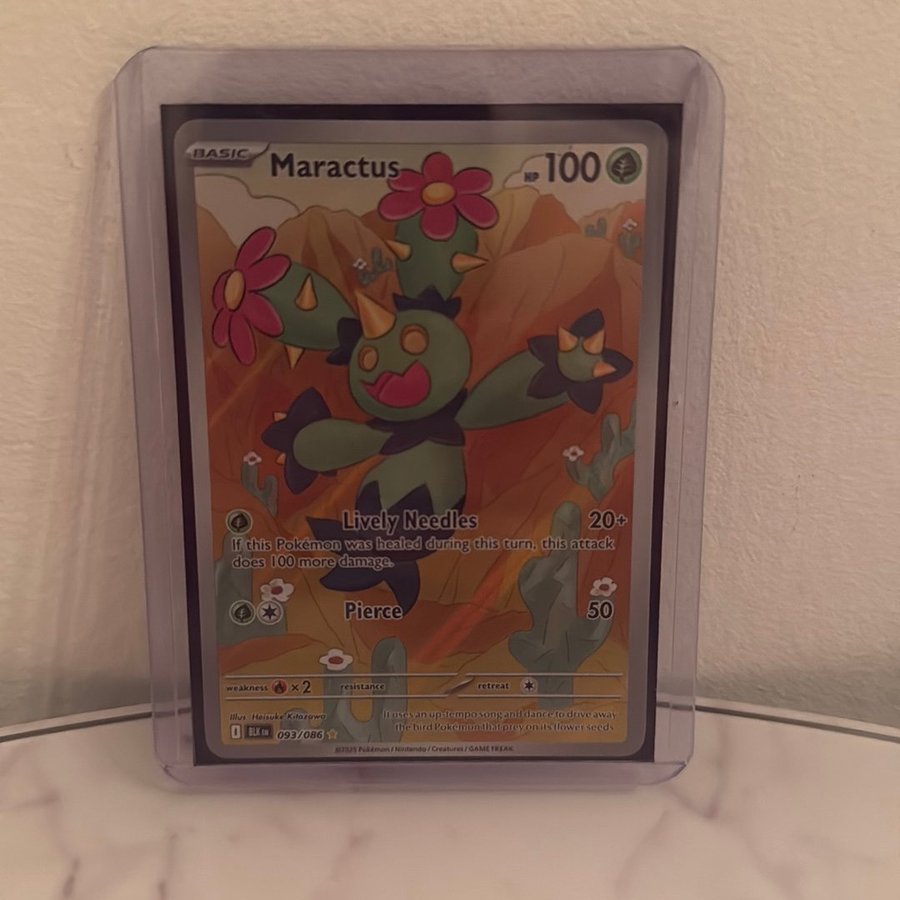 BASIC Maractus HP 100
Lively Needles 20+
If this Pokémon was healed during this turn, this attack
does 100 more damage.
Pierce 50
weakness ×2 resistance retreat
Illus. Heisuke Kitazawa
It uses an up-tempo song and dance to drive away
the bird Pokémon that prey on its flower seeds.
BLK EN 093/086
©2025 Pokémon / Nintendo / Creatures / GAME FREAK